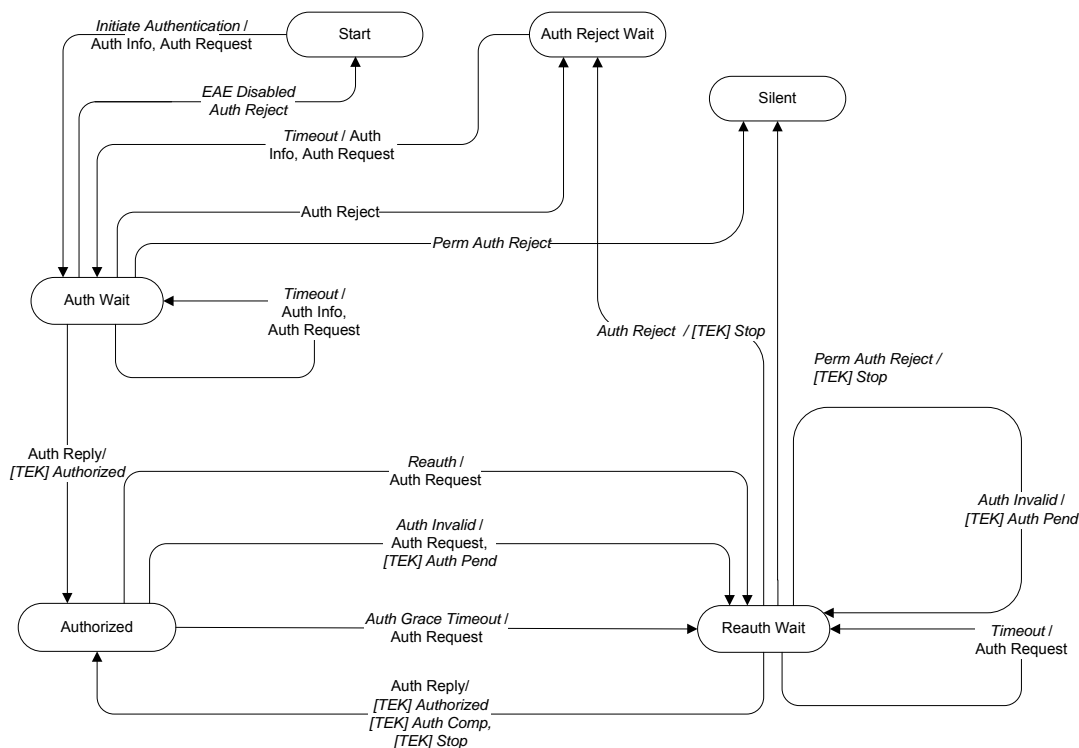 Initiate Authentication /
Auth Info, Auth Request
Start
Auth Reject Wait
EAE Disabled
Auth Reject
Silent
Timeout / Auth
Info, Auth Request
Auth Reject
Perm Auth Reject
Auth Wait
Timeout /
Auth Info,
Auth Request
Auth Reject / [TEK] Stop
Perm Auth Reject /
[TEK] Stop
Auth Reply/
[TEK] Authorized
Reauth /
Auth Request
Auth Invalid /
[TEK] Auth Pend
Auth Invalid /
Auth Request,
[TEK] Auth Pend
Authorized
Auth Grace Timeout /
Auth Request
Reauth Wait
Timeout /
Auth Request
Auth Reply/
[TEK] Authorized
[TEK] Auth Comp,
[TEK] Stop